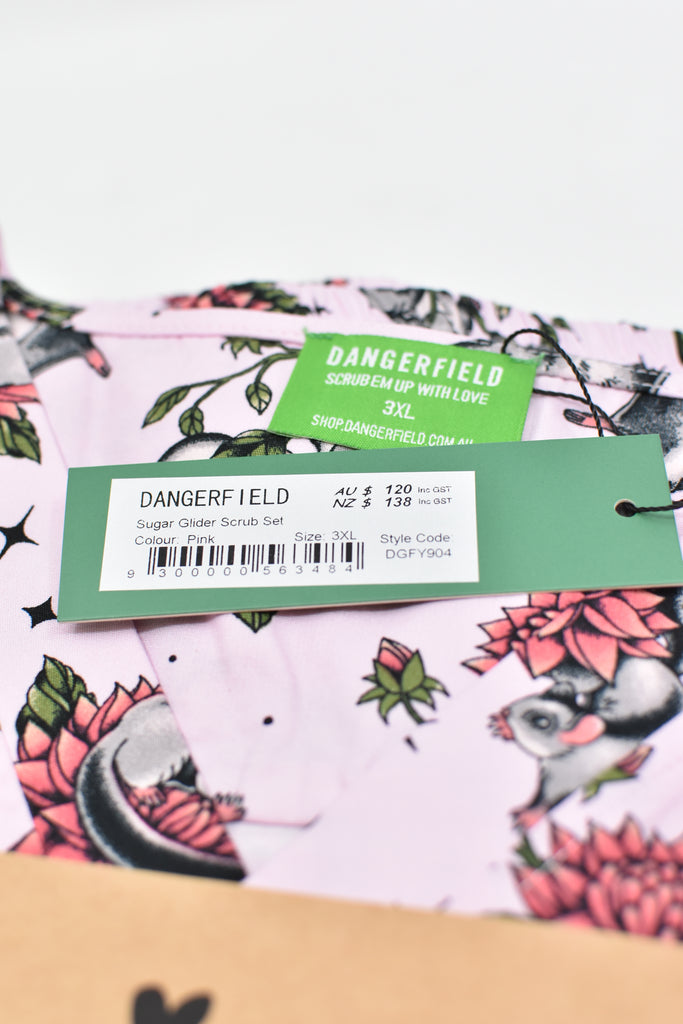 DANGERFIELD
SCRUB EM UP WITH LOVE
3XL
SHOP.DANGERFIELD.COM.AU
DANGERFIELD
AU $ 120 Inc GST
NZ $ 138 Inc GST
Sugar Glider Scrub Set
Colour: Pink
Size: 3XL
Style Code:
DGFY904
9 300000 563484